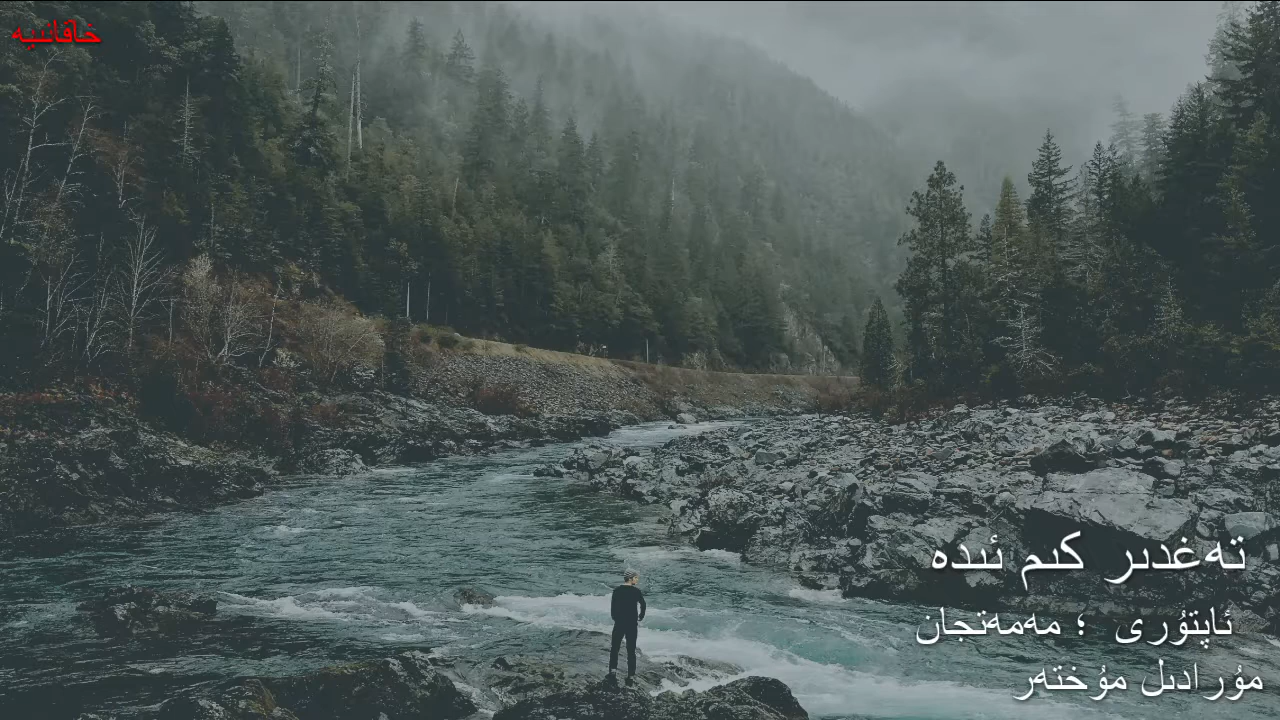 خاقانىيە
تەغدىر كىم ئىدە
ئاپتۇرى ؛ مەمەتجان
مۇرادىل مۇختەر